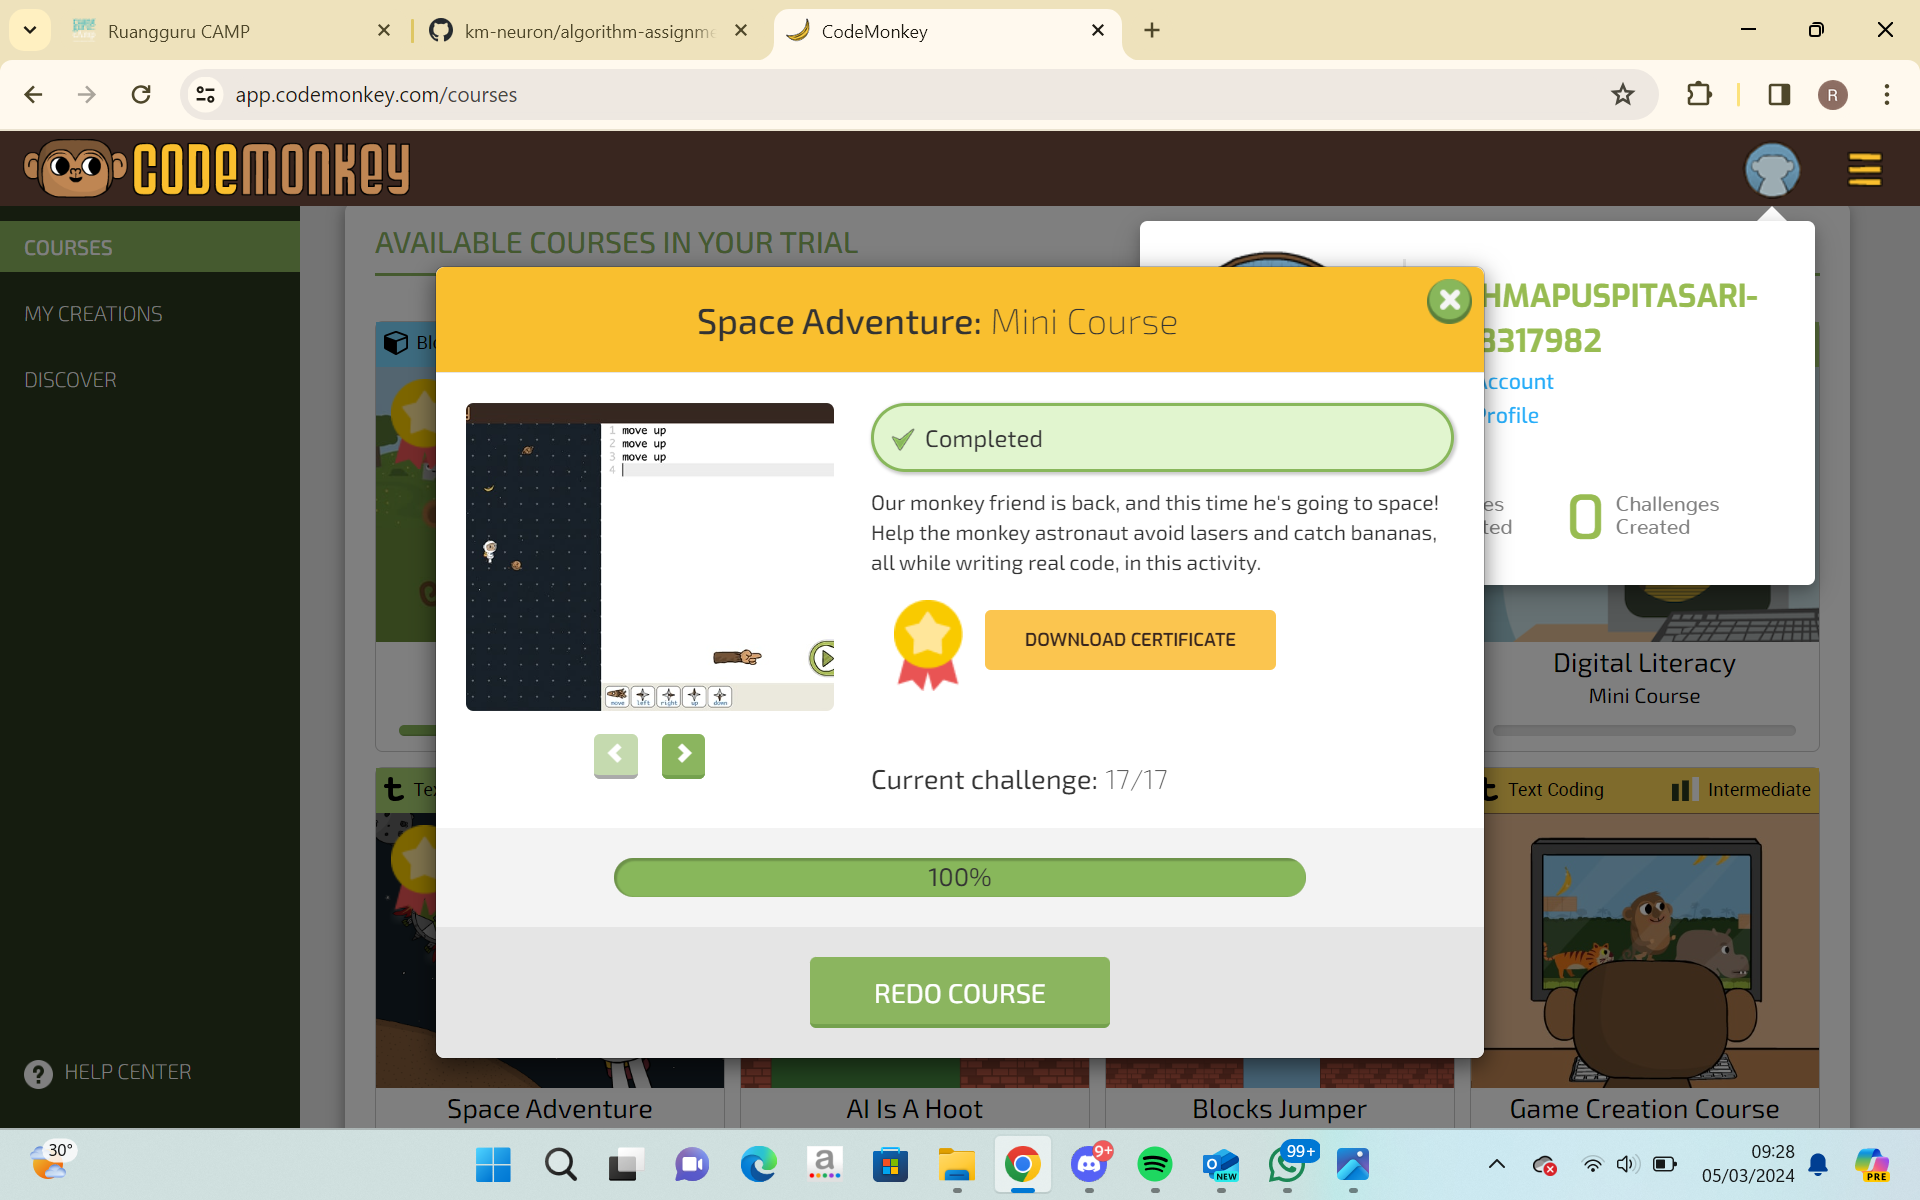 Ruangguru CAMP
km-neuron/algorithm-assignme
CodeMonkey
app.codemonkey.com/courses
R
CODEMONKEY
COURSES
MY CREATIONS
DISCOVER
HELP CENTER
AVAILABLE COURSES IN YOUR TRIAL
HMAPUSPITASARI-
3317982
Account
Profile
es
ted
0
Challenges
Created
Space Adventure: Mini Course
1 move up
2 move up
3 move up
4
move left right up down
Completed
Our monkey friend is back, and this time he's going to space!
Help the monkey astronaut avoid lasers and catch bananas,
all while writing real code, in this activity.
DOWNLOAD CERTIFICATE
Current challenge: 17/17
100%
REDO COURSE
Digital Literacy
Mini Course
Text Coding
Intermediate
Space Adventure
AI Is A Hoot
Blocks Jumper
Game Creation Course
30°
9+
NEW
99+
09:28
05/03/2024
PRE